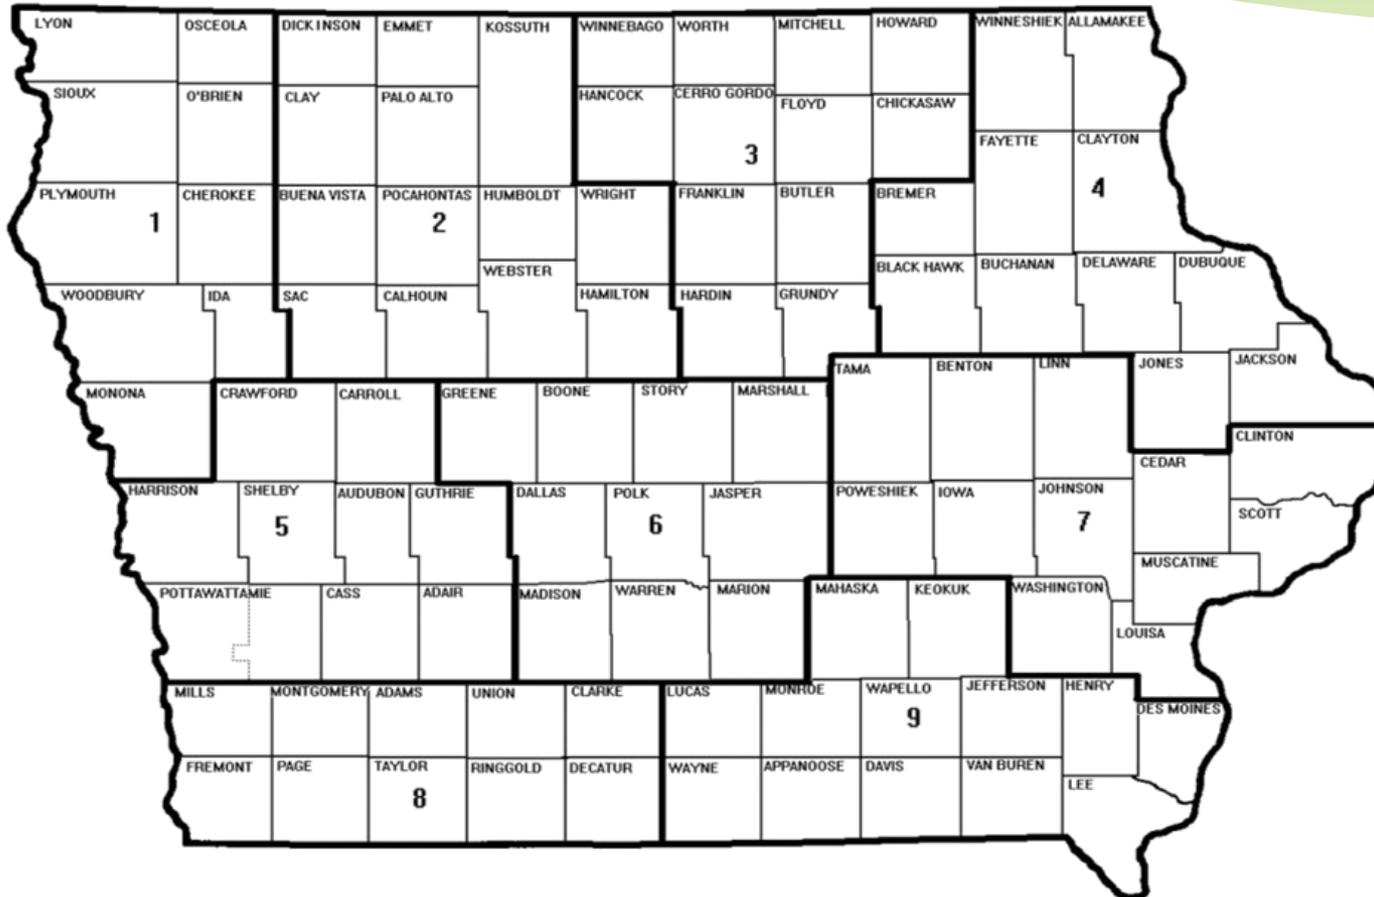 LYON OSCEOLA DICKINSON EMMET KOSSUTH WINNEBAGO WORTH MITCHELL HOWARD WINNESHIEK ALLAMAKEE
SIOUX O'BRIEN CLAY PALO ALTO HANCOCK CERRO GORDO FLOYD CHICKASAW
FAYETTE CLAYTON
3
4
PLYMOUTH CHEROKEE BUENA VISTA POCAHONTAS HUMBOLDT WRIGHT FRANKLIN BUTLER BREMER
1 2
WEBSTER BLACK HAWK BUCHANAN DELAWARE DUBUQUE
WOODBURY IDA SAC CALHOUN HAMILTON HARDIN GRUNDY
TAMA BENTON LINN JONES JACKSON
MONONA CRAWFORD CARROLL GREENE BOONE STORY MARSHALL
CLINTON
CEDAR
HARRISON SHELBY AUDUBON GUTHRIE DALLAS POLK JASPER POWESHIEK IOWA JOHNSON
SCOTT
5 6 7
MUSCATINE
POTTAWATTAMIE CASS ADAIR MADISON WARREN MARION MAHASKA KEOKUK WASHINGTON
LOUISA
MILLS MONTGOMERY ADAMS UNION CLARKE LUCAS MONROE WAPELLO JEFFERSON HENRY
DES MOINES
9
FREMONT PAGE TAYLOR RINGGOLD DECATUR WAYNE APPANOOSE DAVIS VAN BUREN
LEE
8